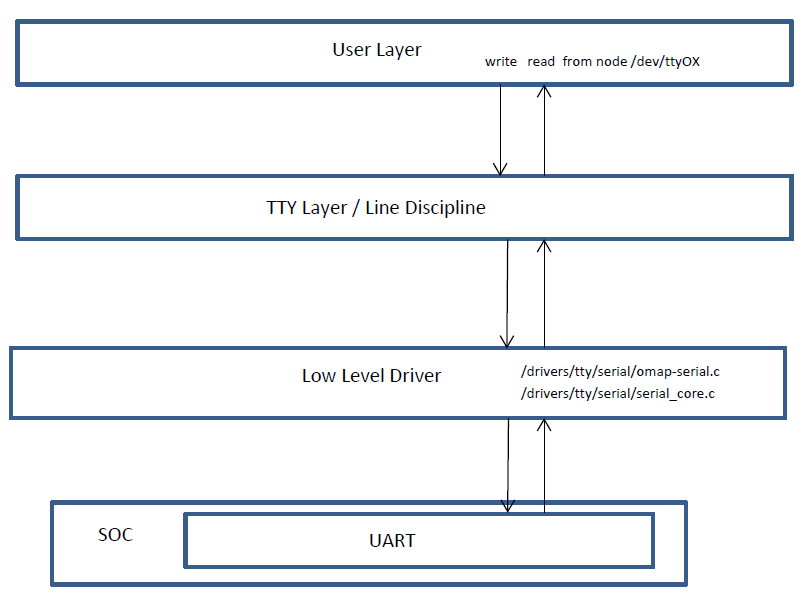 User Layer
write read from node /dev/ttyOX
TTY Layer / Line Discipline
Low Level Driver
/drivers/tty/serial/omap-serial.c
/drivers/tty/serial/serial_core.c
SOC
UART